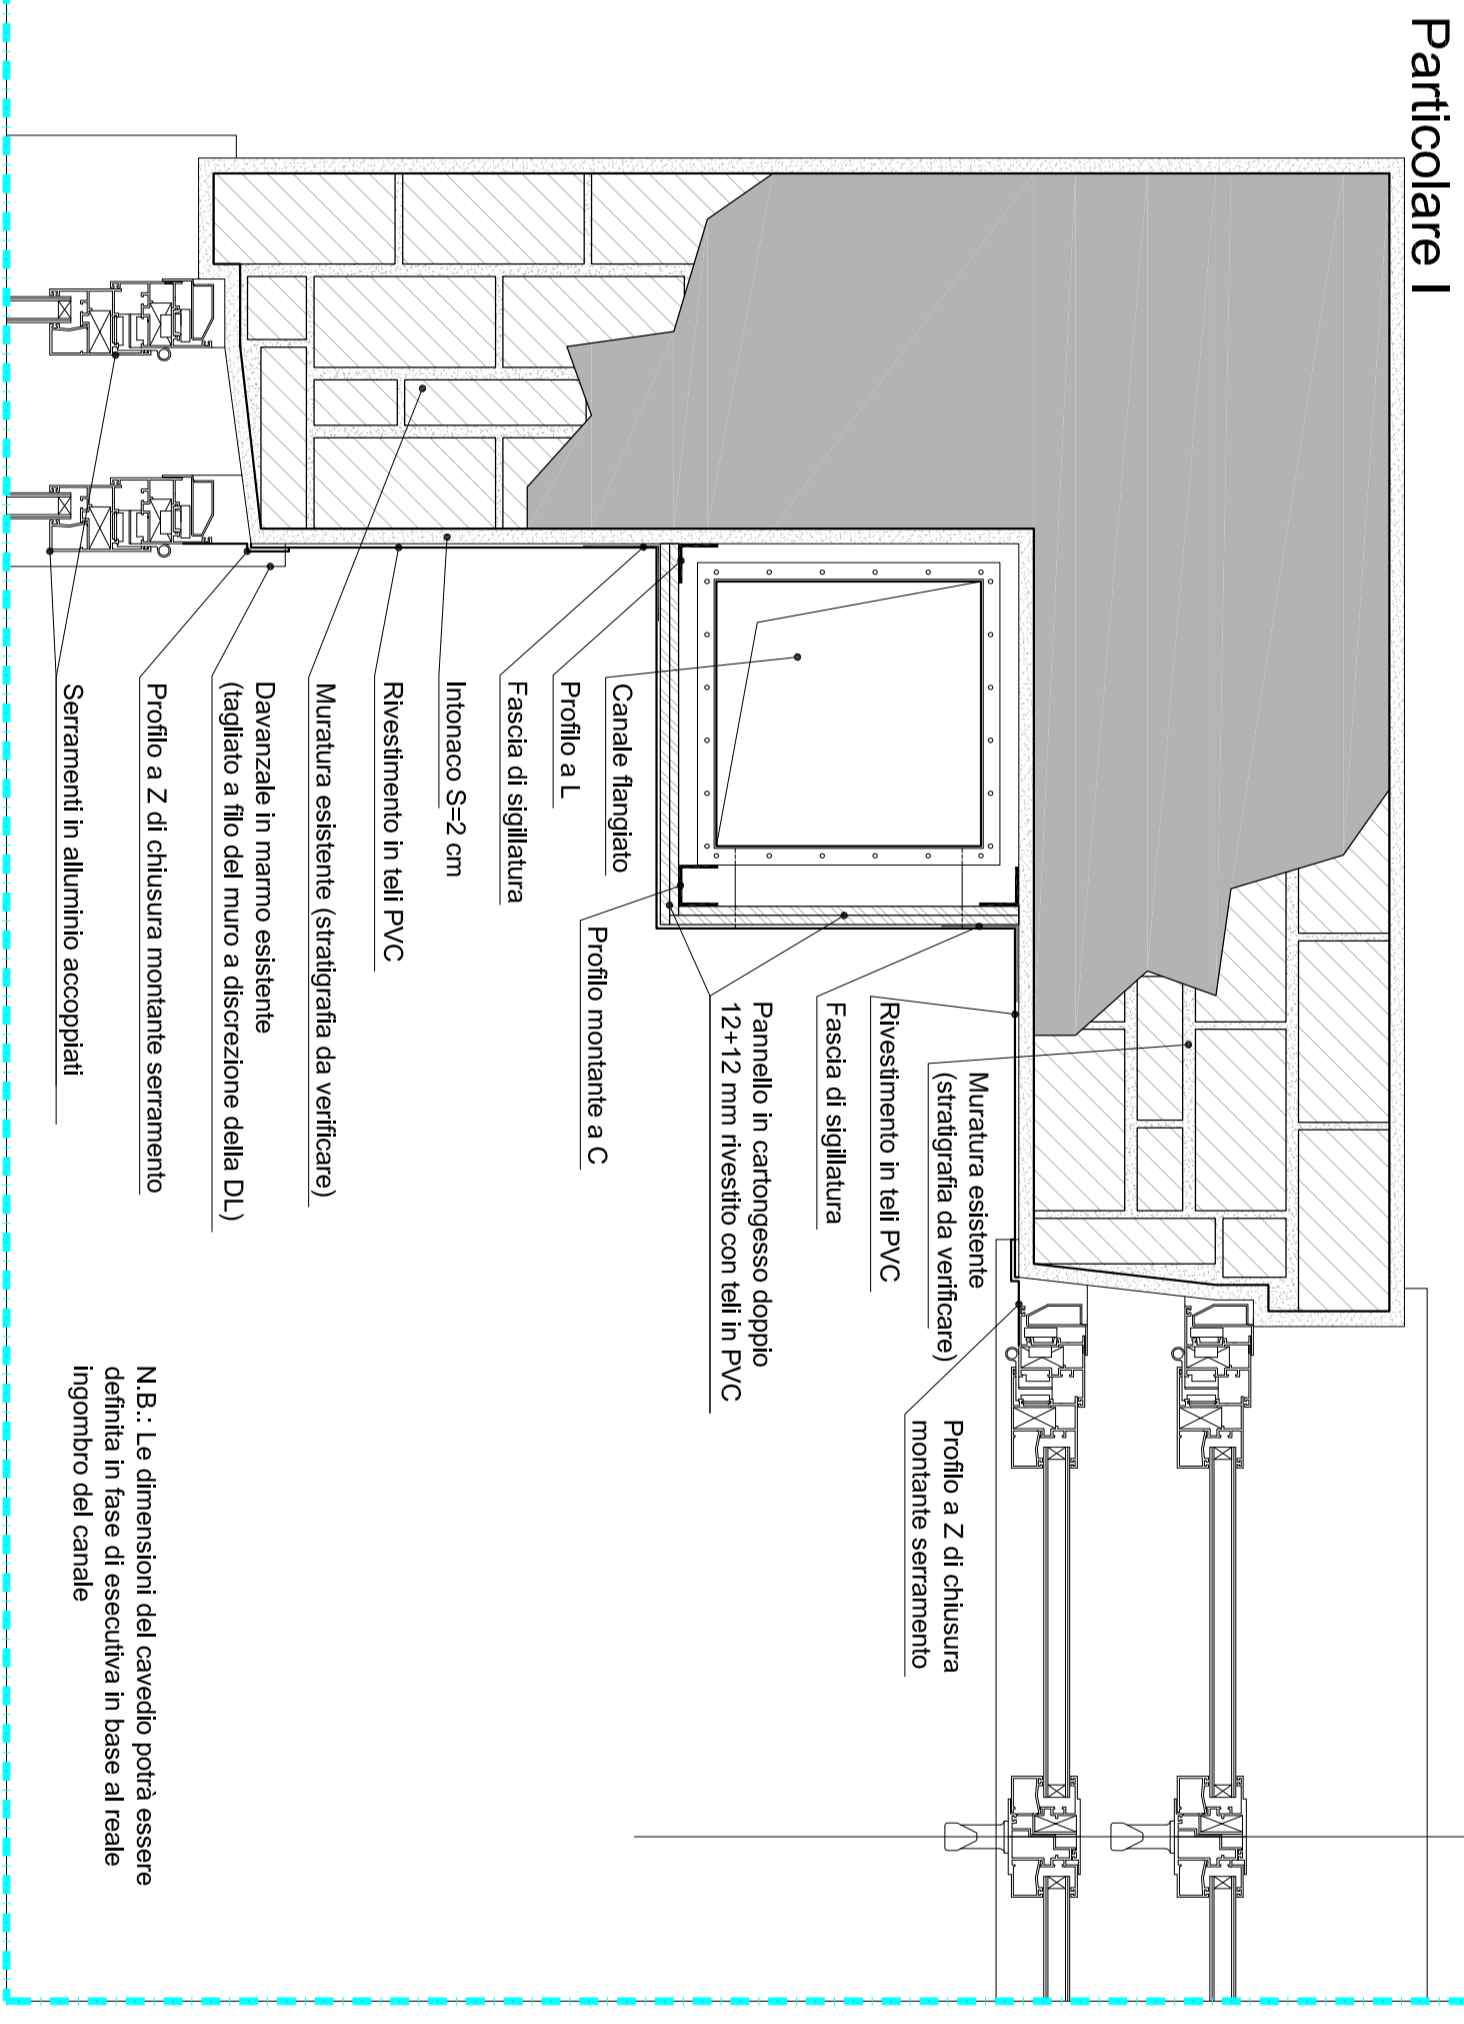 Particolare I
Muratura esistente
(stratigrafia da verificare)
Profilo a Z di chiusura
montante serramento
Rivestimento in teli PVC
Fascia di sigillatura
Pannello in cartongesso doppio
12+12 mm rivestito con teli in PVC
Canale flangiato
Profilo montante a C
Profilo a L
Fascia di sigillatura
Intonaco S=2 cm
Rivestimento in teli PVC
Muratura esistente (stratigrafia da verificare)
Davanzale in marmo esistente
(tagliato a filo del muro a discrezione della DL)
Profilo a Z di chiusura montante serramento
Serramenti in alluminio accoppiati
N.B.: Le dimensioni del cavedio potrà essere
definita in fase di esecutiva in base al reale
ingombro del canale